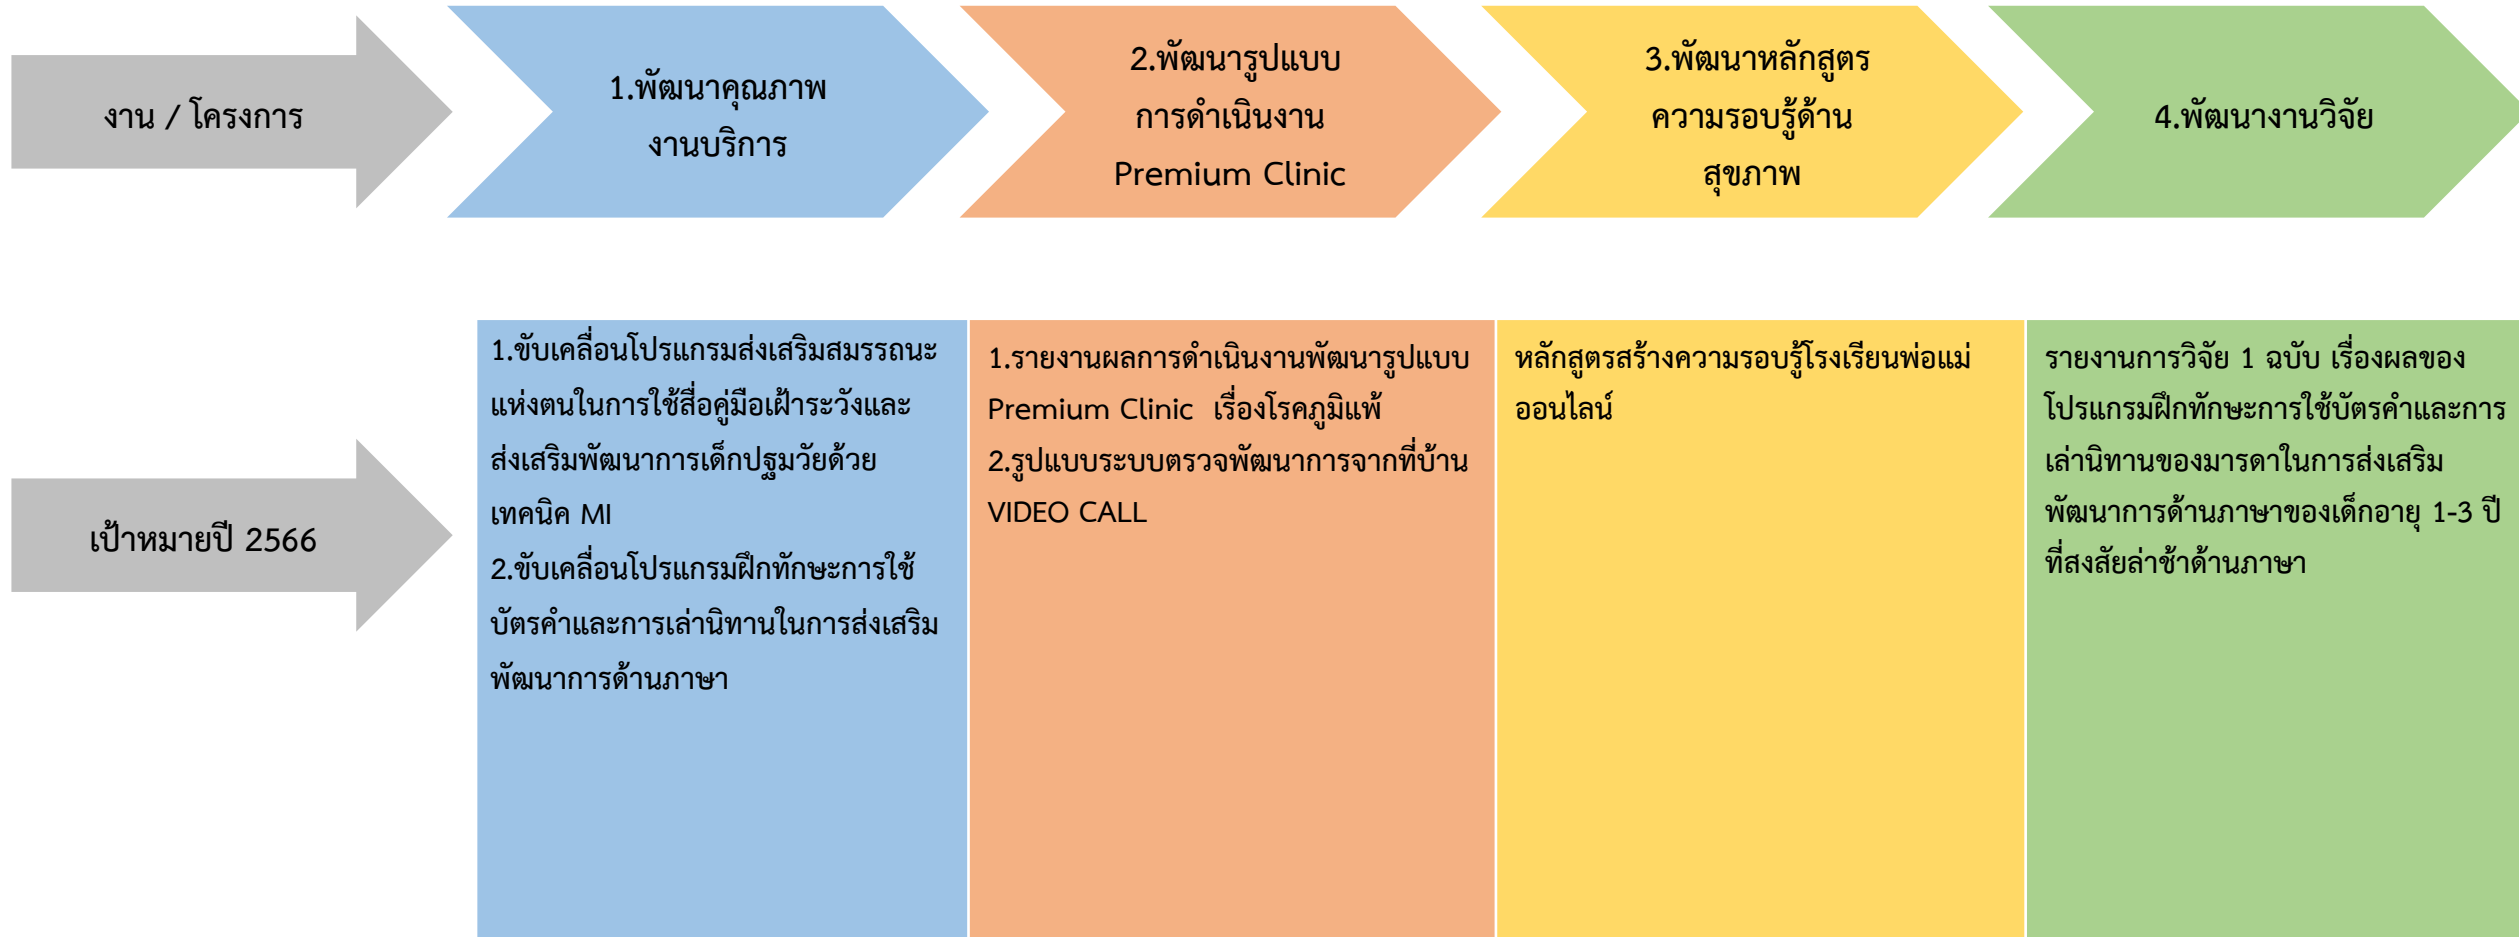 งาน / โครงการ
1.พัฒนาคุณภาพ
งานบริการ
2.พัฒนารูปแบบ
การดำเนินงาน
Premium Clinic
3.พัฒนาหลักสูตร
ความรอบรู้ด้าน
สุขภาพ
4.พัฒนางานวิจัย
เป้าหมายปี 2566
1.ขับเคลื่อนโปรแกรมส่งเสริมสมรรถนะ
แห่งตนในการใช้สื่อคู่มือเฝ้าระวังและ
ส่งเสริมพัฒนาการเด็กปฐมวัยด้วย
เทคนิค MI
2.ขับเคลื่อนโปรแกรมฝึกทักษะการใช้
บัตรคำและการเล่านิทานในการส่งเสริม
พัฒนาการด้านภาษา
1.รายงานผลการดำเนินงานพัฒนารูปแบบ
Premium Clinic เรื่องโรคภูมิแพ้
2.รูปแบบระบบตรวจพัฒนาการจากที่บ้าน
VIDEO CALL
หลักสูตรสร้างความรอบรู้โรงเรียนพ่อแม่
ออนไลน์
รายงานการวิจัย 1 ฉบับ เรื่องผลของ
โปรแกรมฝึกทักษะการใช้บัตรคำและการ
เล่านิทานของมารดาในการส่งเสริม
พัฒนาการด้านภาษาของเด็กอายุ 1-3 ปี
ที่สงสัยล่าช้าด้านภาษา